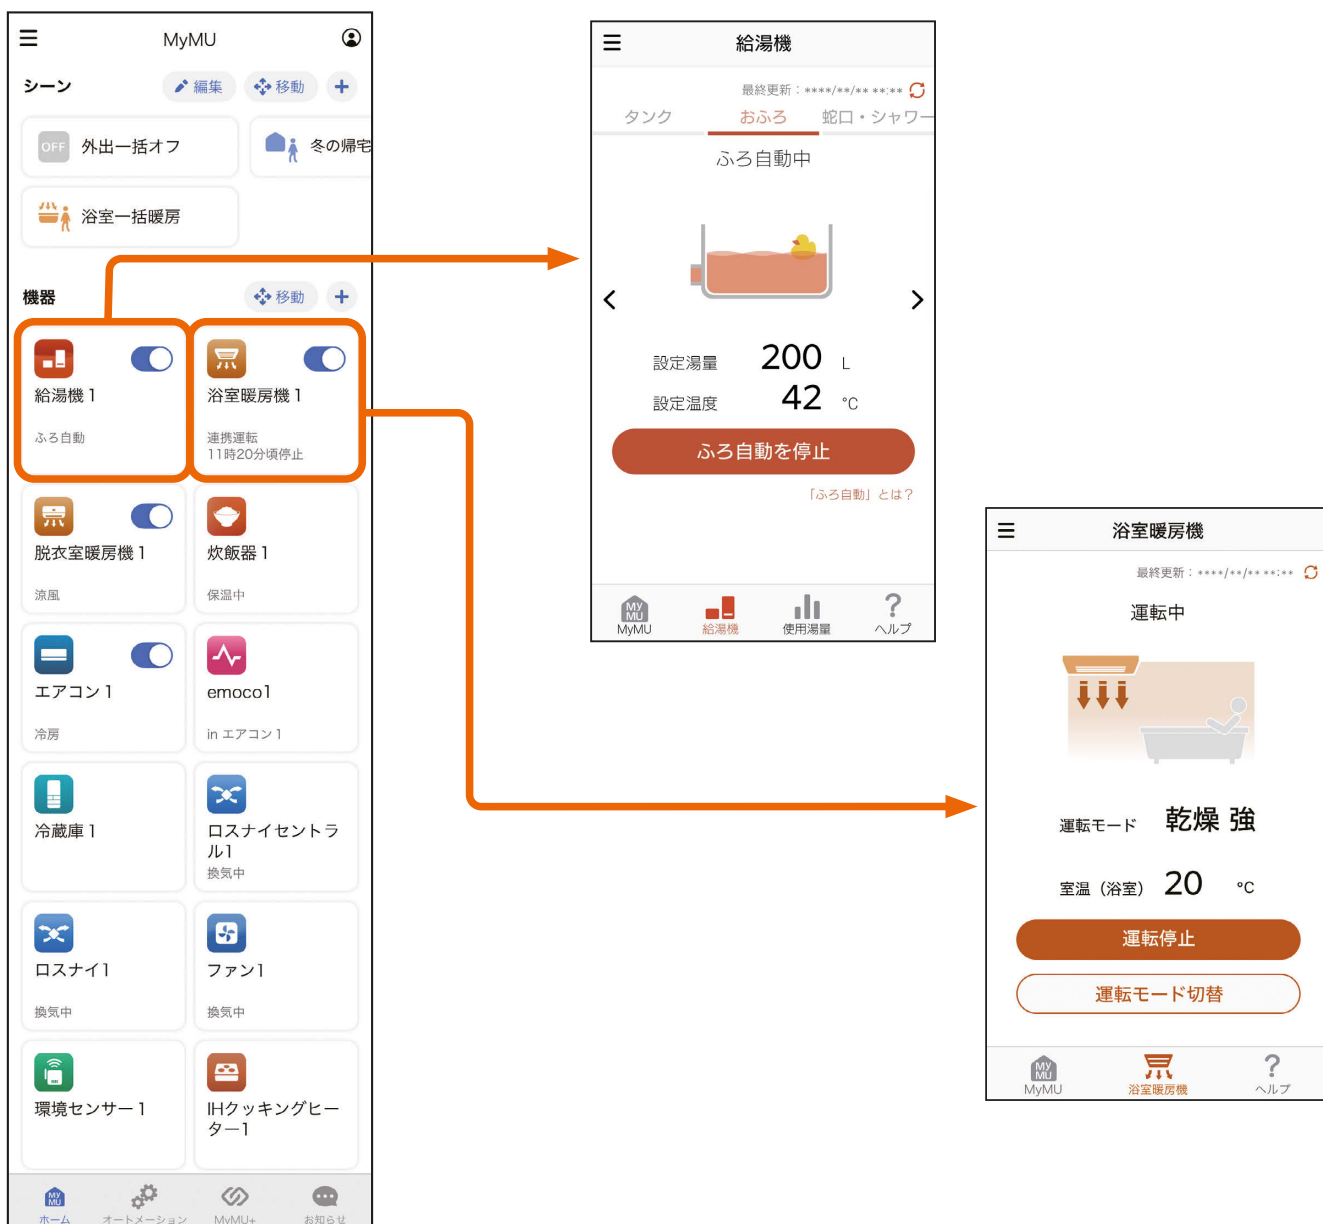 MyMU
シーン
編集
移動
OFF
外出一括オフ
冬の帰宅
浴室一括暖房
機器
移動
給湯機1
ふろ自動
浴室暖房機1
連携運転
11時20分頃停止
脱衣室暖房機1
涼風
炊飯器1
保温中
エアコン1
冷房
emoco1
in エアコン1
冷蔵庫1
ロスナイセントラ
ル1
換気中
ロスナイ1
換気中
ファン1
換気中
環境センサー1
IHクッキングヒー
ター1
MY
MU
ホーム
オートメーション
MyMU+
お知らせ
給湯機
最終更新：****/**/** **:**
タンク
おふろ
蛇口・シャワー
ふろ自動中
設定湯量 200 L
設定温度 42 °C
ふろ自動を停止
「ふろ自動」とは？
MY
MU
MyMU
給湯機
使用湯量
?
ヘルプ
浴室暖房機
最終更新：****/**/** **:**
運転中
運転モード 乾燥 強
室温（浴室） 20 °C
運転停止
運転モード切替
MY
MU
MyMU
浴室暖房機
?
ヘルプ